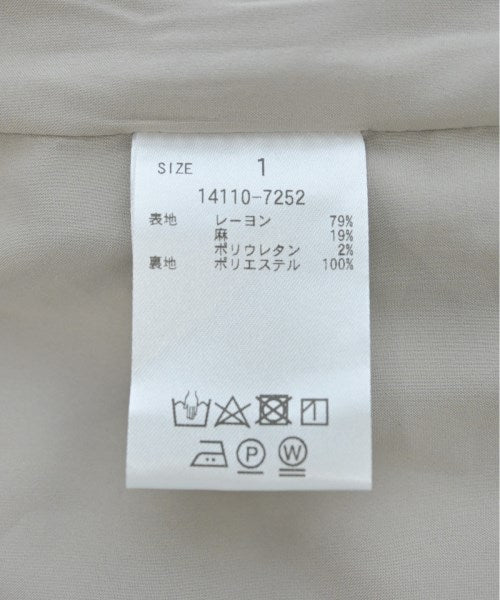 SIZE 1
14110-7252
表地 レーヨン 79%
麻 19%
ポリウレタン 2%
裏地 ポリエステル 100%
P W